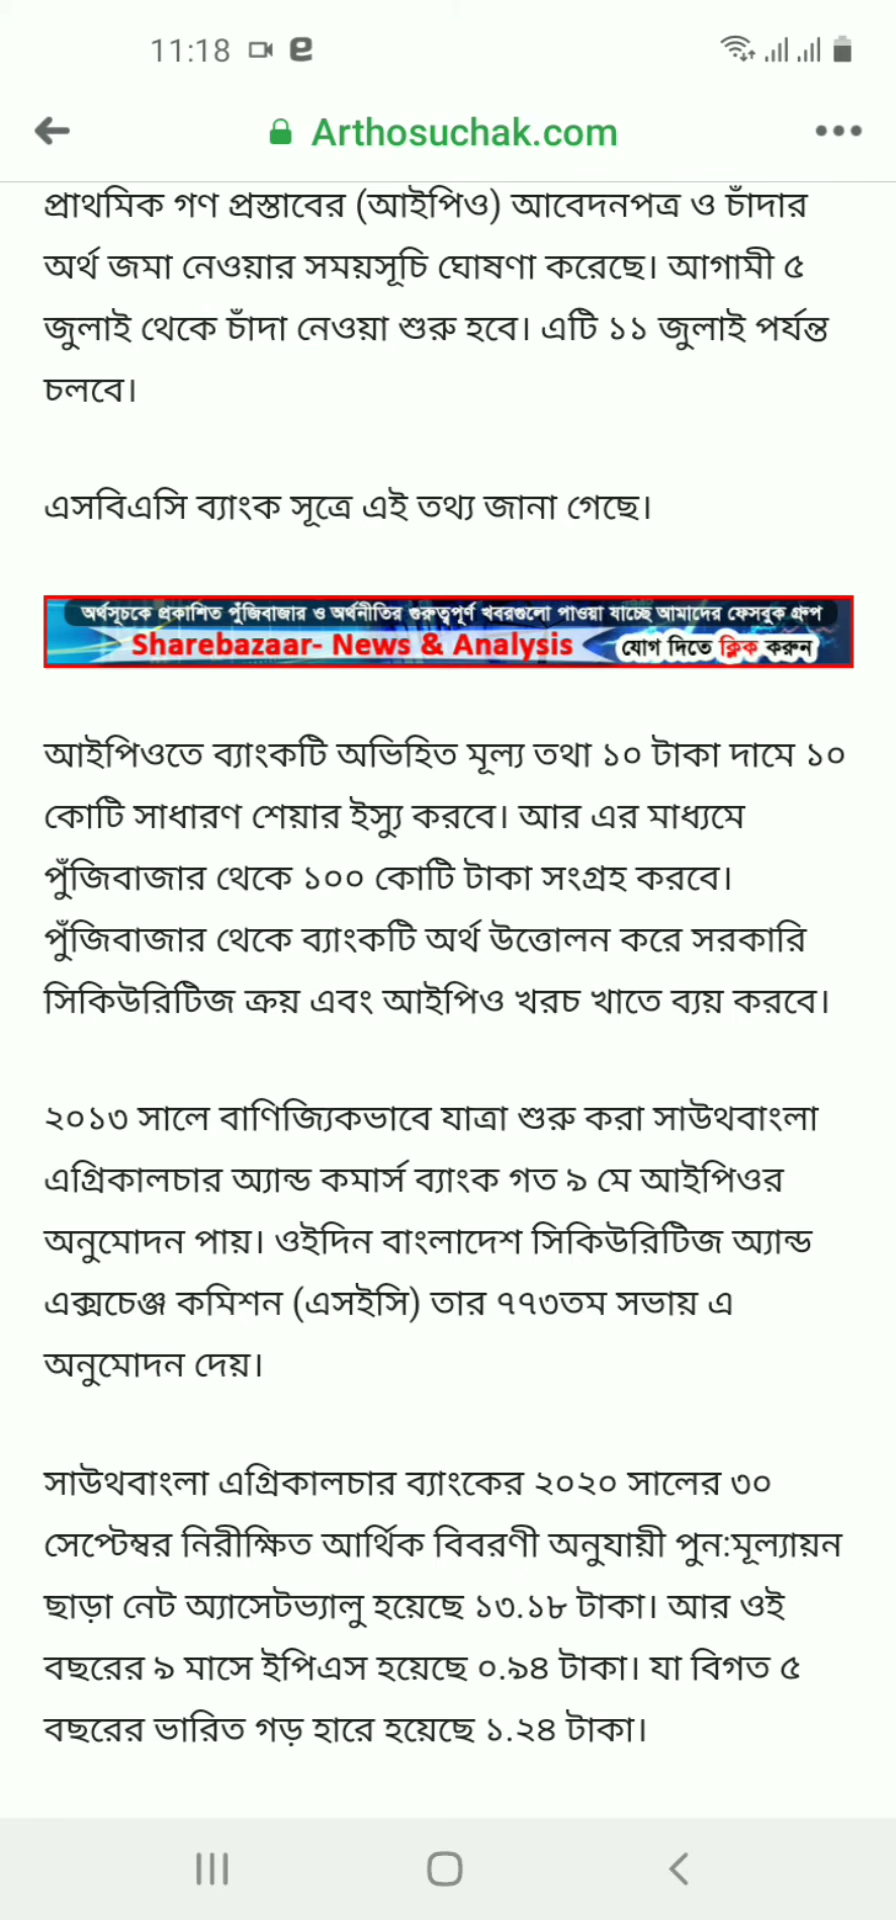 11:18
Arthosuchak.com
প্রাথমিক গণ প্রস্তাবের (আইপিও) আবেদনপত্র ও চাঁদার
অর্থ জমা নেওয়ার সময়সূচি ঘোষণা করেছে। আগামী ৫
জুলাই থেকে চাঁদা নেওয়া শুরু হবে। এটি ১১ জুলাই পর্যন্ত
চলবে।
এসবিএসি ব্যাংক সূত্রে এই তথ্য জানা গেছে।
অর্থসূচকে প্রকাশিত পুঁজিবাজার ও অর্থনীতির গুরুত্বপূর্ণ খবরগুলো পাওয়া যাচ্ছে আমাদের ফেসবুক গ্রুপ
Sharebazaar- News & Analysis যোগ দিতে ক্লিক করুন
আইপিওতে ব্যাংকটি অভিহিত মূল্য তথা ১০ টাকা দামে ১০
কোটি সাধারণ শেয়ার ইস্যু করবে। আর এর মাধ্যমে
পুঁজিবাজার থেকে ১০০ কোটি টাকা সংগ্রহ করবে।
পুঁজিবাজার থেকে ব্যাংকটি অর্থ উত্তোলন করে সরকারি
সিকিউরিটিজ ক্রয় এবং আইপিও খরচ খাতে ব্যয় করবে।
২০১৩ সালে বাণিজ্যিকভাবে যাত্রা শুরু করা সাউথবাংলা
এগ্রিকালচার অ্যান্ড কমার্স ব্যাংক গত ৯ মে আইপিওর
অনুমোদন পায়। ওইদিন বাংলাদেশ সিকিউরিটিজ অ্যান্ড
এক্সচেঞ্জ কমিশন (এসইসি) তার ৭৭৩তম সভায় এ
অনুমোদন দেয়।
সাউথবাংলা এগ্রিকালচার ব্যাংকের ২০২০ সালের ৩০
সেপ্টেম্বর নিরীক্ষিত আর্থিক বিবরণী অনুযায়ী পুন:মূল্যায়ন
ছাড়া নেট অ্যাসেটভ্যালু হয়েছে ১৩.১৮ টাকা। আর ওই
বছরের ৯ মাসে ইপিএস হয়েছে ০.৯৪ টাকা। যা বিগত ৫
বছরের ভারিত গড় হারে হয়েছে ১.২৪ টাকা।